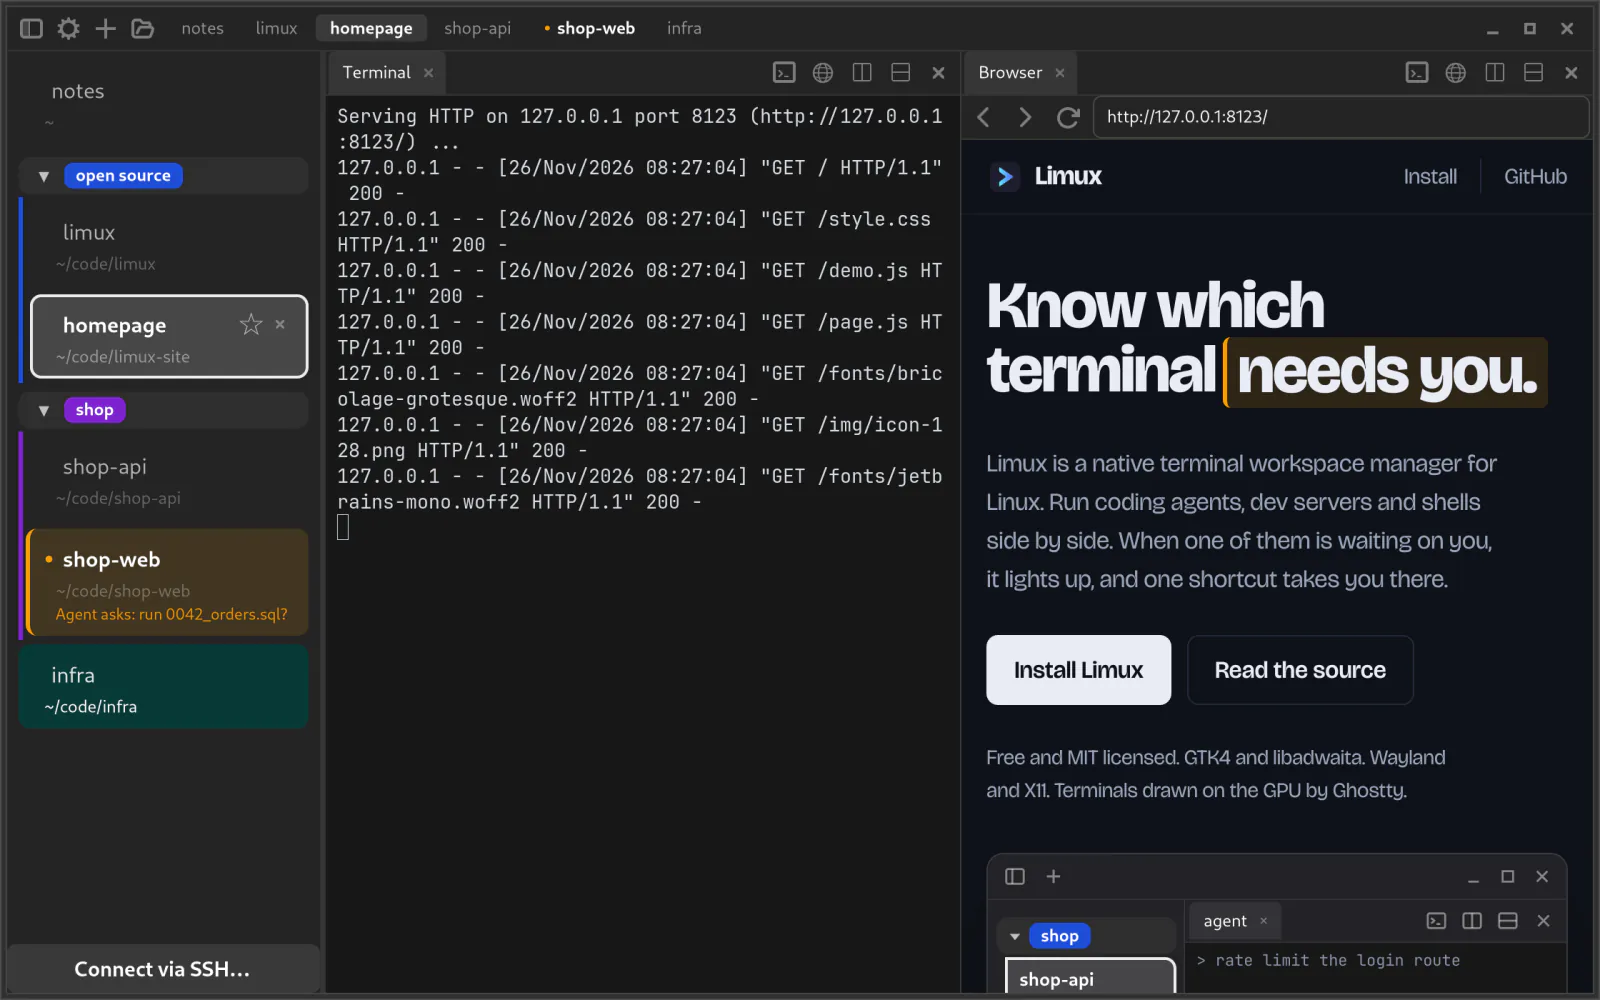 notes
limux
homepage
shop-api
shop-web
infra
notes
~
open source
limux
~/code/limux
homepage
~/code/limux-site
shop
shop-api
~/code/shop-api
shop-web
~/code/shop-web
Agent asks: run 0042_orders.sql?
infra
~/code/infra
Connect via SSH...
Terminal
Serving HTTP on 127.0.0.1 port 8123 (http://127.0.0.1
:8123/) ...
127.0.0.1 - - [26/Nov/2026 08:27:04] "GET / HTTP/1.1"
200 -
127.0.0.1 - - [26/Nov/2026 08:27:04] "GET /style.css
HTTP/1.1" 200 -
127.0.0.1 - - [26/Nov/2026 08:27:04] "GET /demo.js HT
TP/1.1" 200 -
127.0.0.1 - - [26/Nov/2026 08:27:04] "GET /page.js HT
TP/1.1" 200 -
127.0.0.1 - - [26/Nov/2026 08:27:04] "GET /fonts/bric
olage-grotesque.woff2 HTTP/1.1" 200 -
127.0.0.1 - - [26/Nov/2026 08:27:04] "GET /img/icon-1
28.png HTTP/1.1" 200 -
127.0.0.1 - - [26/Nov/2026 08:27:04] "GET /fonts/jetb
rains-mono.woff2 HTTP/1.1" 200 -
Browser
http://127.0.0.1:8123/
Limux
Install
GitHub
Know which
terminal needs you.
Limux is a native terminal workspace manager for
Linux. Run coding agents, dev servers and shells
side by side. When one of them is waiting on you,
it lights up, and one shortcut takes you there.
Install Limux
Read the source
Free and MIT licensed. GTK4 and libadwaita. Wayland
and X11. Terminals drawn on the GPU by Ghostty.
shop
shop-api
agent
> rate limit the login route